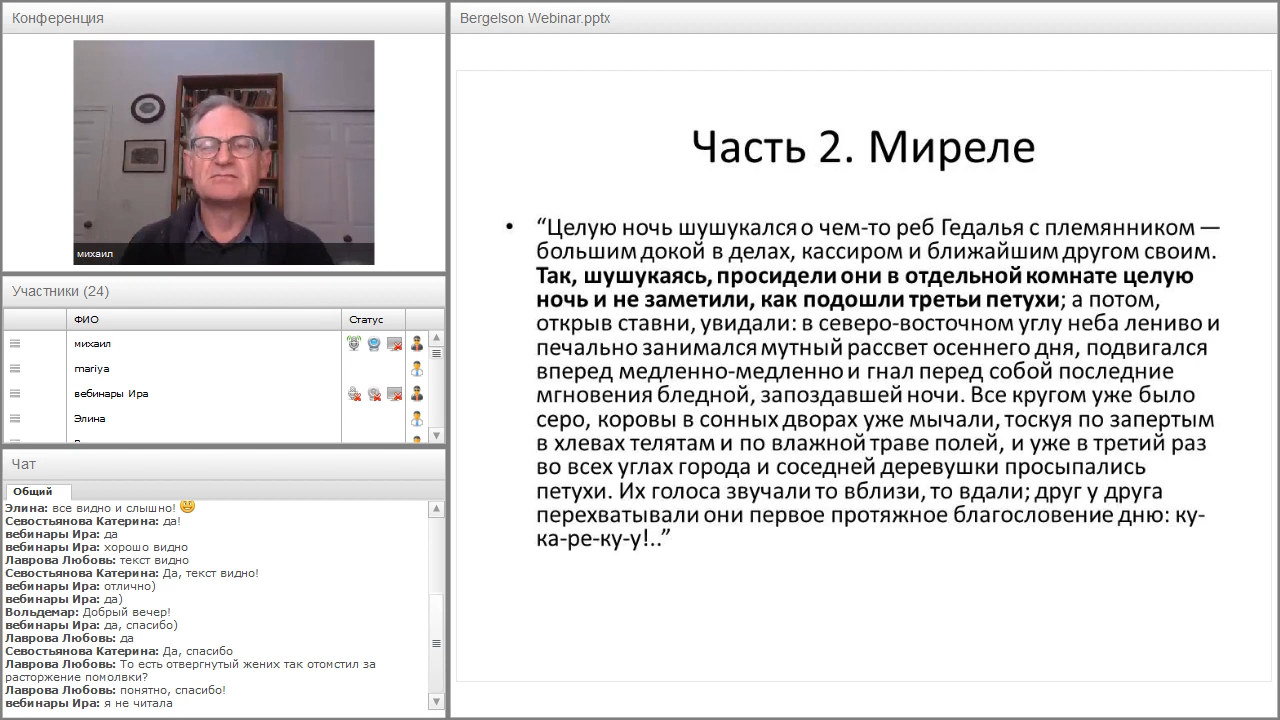 Конференция
михаил
Участники (24)
ФИО Статус
михаил
mariya
вебинары Ира
Элина
Чат
Общий
Элина: все видно и слышно!
Севостьянова Катерина: да!
вебинары Ира: да
вебинары Ира: хорошо видно
Лаврова Любовь: текст видно
Севостьянова Катерина: Да, текст видно!
вебинары Ира: отлично)
вебинары Ира: да)
Вольдемар: Добрый вечер!
вебинары Ира: да, спасибо)
Лаврова Любовь: да
Севостьянова Катерина: Да, спасибо
Лаврова Любовь: То есть отвергнутый жених так отомстил за
расторжение помолвки?
Лаврова Любовь: понятно, спасибо!
вебинары Ира: я не читала
Bergelson Webinar.pptx
Часть 2. Миреле
• “Целую ночь шушукался о чем-то реб Гедалья с племянником —
большим докой в делах, кассиром и ближайшим другом своим.
Так, шушукаясь, просидели они в отдельной комнате целую
ночь и не заметили, как подошли третьи петухи; а потом,
открыв ставни, увидали: в северо-восточном углу неба лениво и
печально занимался мутный рассвет осеннего дня, подвигался
вперед медленно-медленно и гнал перед собой последние
мгновения бледной, запоздавшей ночи. Все кругом уже было
серо, коровы в сонных дворах уже мычали, тоскуя по запертым
в хлевах телятам и по влажной траве полей, и уже в третий раз
во всех углах города и соседней деревушки просыпались
петухи. Их голоса звучали то вблизи, то вдали; друг у друга
перехватывали они первое протяжное благословение дню: ку-
ка-ре-ку-у!..”